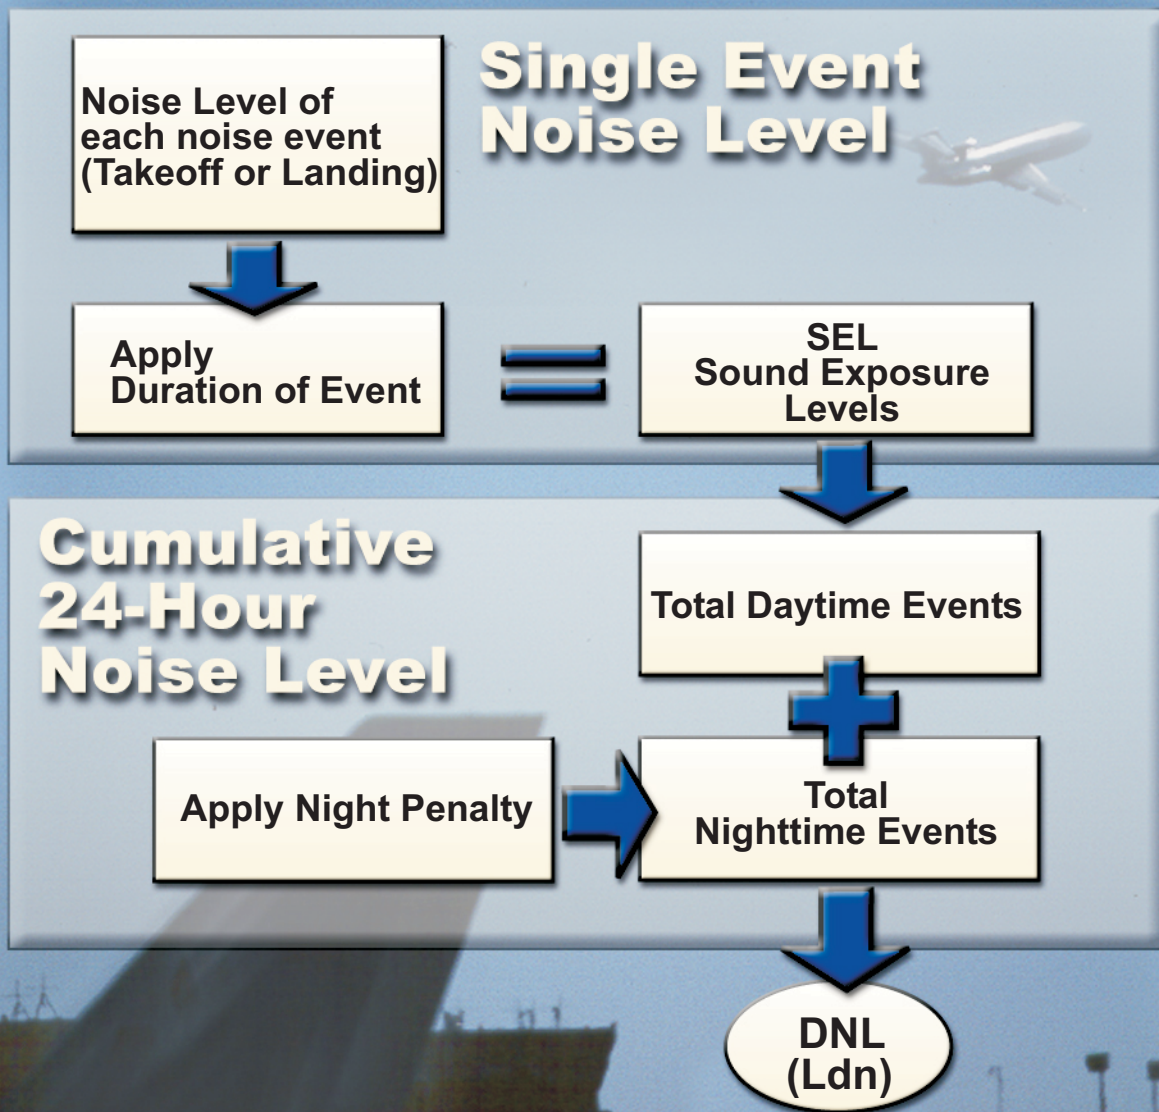 Single Event
Noise Level
Noise Level of
each noise event
(Takeoff or Landing)
Apply
Duration of Event
SEL
Sound Exposure
Levels
Cumulative
24-Hour
Noise Level
Total Daytime Events
Apply Night Penalty
Total
Nighttime Events
DNL
(Ldn)